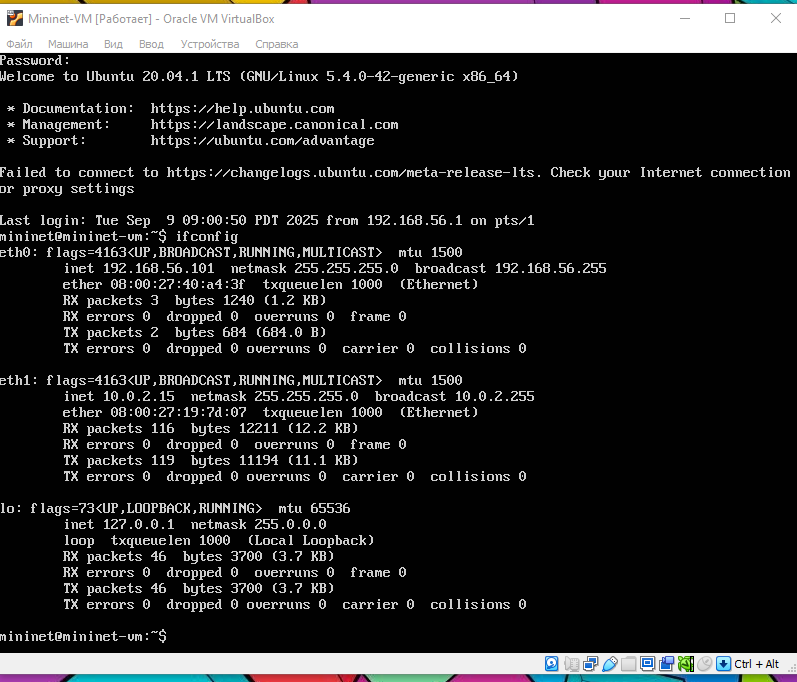 Mininet-VM [Работает] - Oracle VM VirtualBox
Файл Машина Вид Ввод Устройства Справка
Password:
Welcome to Ubuntu 20.04.1 LTS (GNU/Linux 5.4.0-42-generic x86_64)
* Documentation: https://help.ubuntu.com
* Management: https://landscape.canonical.com
* Support: https://ubuntu.com/advantage
Failed to connect to https://changelogs.ubuntu.com/meta-release-lts. Check your Internet connection
or proxy settings
Last login: Tue Sep 9 09:00:50 PDT 2025 from 192.168.56.1 on pts/1
mininet@mininet-vm:~$ ifconfig
eth0: flags=4163<UP,BROADCAST,RUNNING,MULTICAST> mtu 1500
inet 192.168.56.101 netmask 255.255.255.0 broadcast 192.168.56.255
ether 08:00:27:40:a4:3f txqueuelen 1000 (Ethernet)
RX packets 3 bytes 1240 (1.2 KB)
RX errors 0 dropped 0 overruns 0 frame 0
TX packets 2 bytes 684 (684.0 B)
TX errors 0 dropped 0 overruns 0 carrier 0 collisions 0
eth1: flags=4163<UP,BROADCAST,RUNNING,MULTICAST> mtu 1500
inet 10.0.2.15 netmask 255.255.255.0 broadcast 10.0.2.255
ether 08:00:27:19:7d:07 txqueuelen 1000 (Ethernet)
RX packets 116 bytes 12211 (12.2 KB)
RX errors 0 dropped 0 overruns 0 frame 0
TX packets 119 bytes 11194 (11.1 KB)
TX errors 0 dropped 0 overruns 0 carrier 0 collisions 0
lo: flags=73<UP,LOOPBACK,RUNNING> mtu 65536
inet 127.0.0.1 netmask 255.0.0.0
loop txqueuelen 1000 (Local Loopback)
RX packets 46 bytes 3700 (3.7 KB)
RX errors 0 dropped 0 overruns 0 frame 0
TX packets 46 bytes 3700 (3.7 KB)
TX errors 0 dropped 0 overruns 0 carrier 0 collisions 0
mininet@mininet-vm:~$
Ctrl + Alt